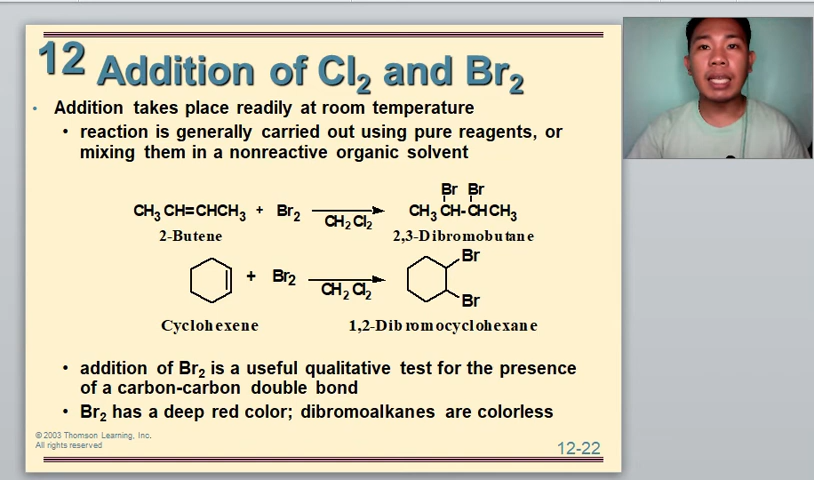 12 Addition of Cl2 and Br2
• Addition takes place readily at room temperature
• reaction is generally carried out using pure reagents, or
mixing them in a nonreactive organic solvent
Br Br
CH3 CH=CHCH3 + Br2 CH2Cl2 CH3 CH-CHCH3
2-Butene 2,3-Dibromobutane
Br
+ Br2 CH2Cl2
Br
Cyclohexene 1,2-Dibromocyclohexane
• addition of Br2 is a useful qualitative test for the presence
of a carbon-carbon double bond
• Br2 has a deep red color; dibromoalkanes are colorless
© 2003 Thomson Learning, Inc.
All rights reserved
12-22